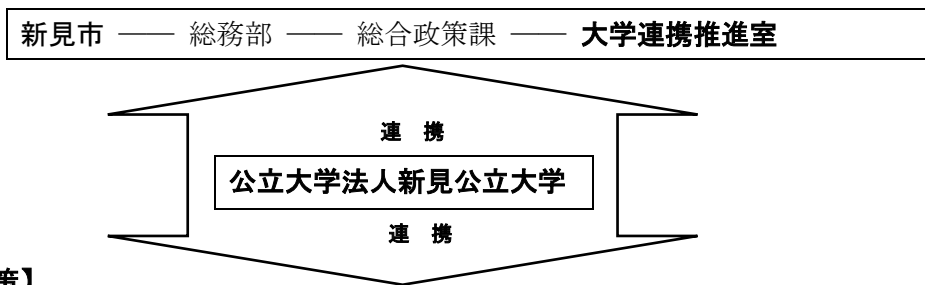 新見市 ―― 総務部 ―― 総合政策課 ―― 大学連携推進室
連 携
公立大学法人新見公立大学
連 携
策】